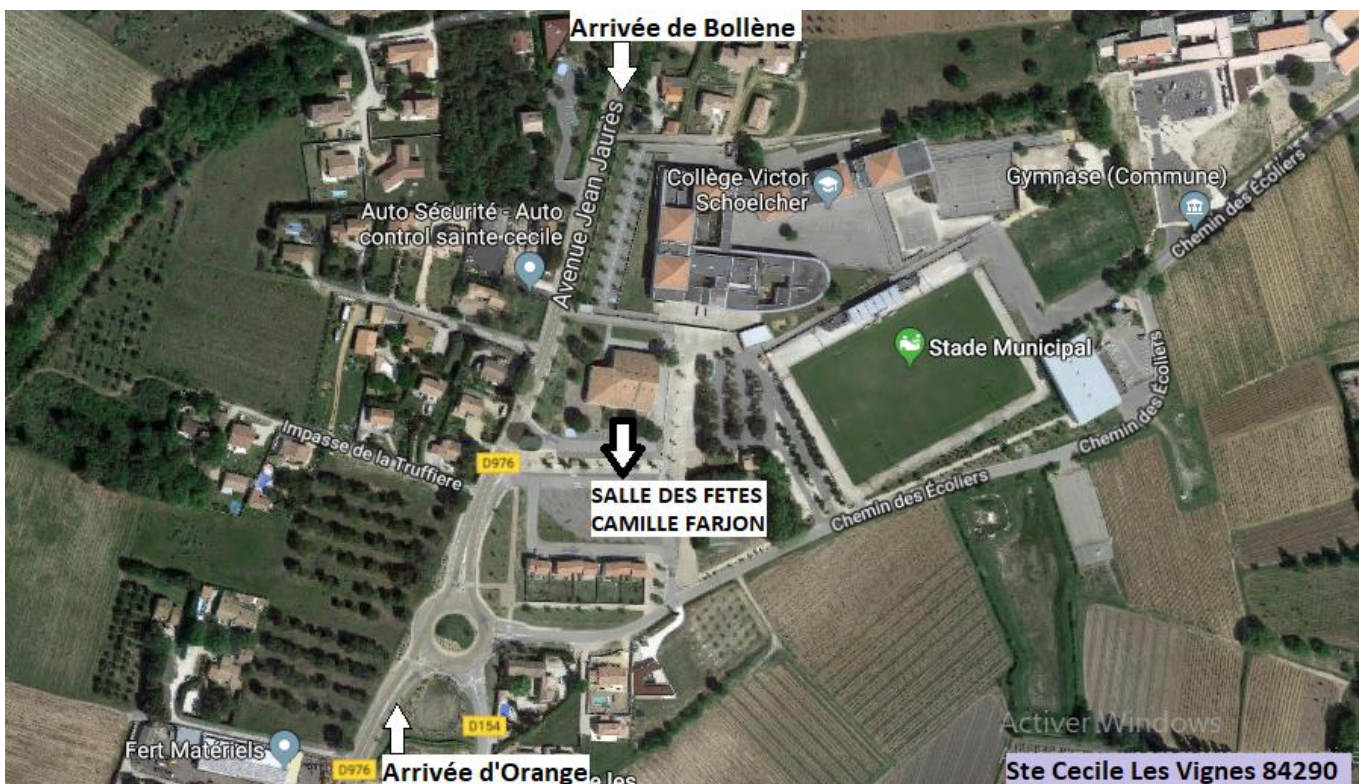 Arrivée de Bollène
Avenue Jean Jaurès
Collège Victor
Schoelcher
Gymnase (Commune)
Chemin des Écoliers
Auto Sécurité - Auto
control sainte cecile
Stade Municipal
Chemin des Écoliers
Impasse de la Truffiere
D976
SALLE DES FETES
CAMILLE FARJON
Chemin des Écoliers
Activer Windows
D154
Fert Matériels
D976
Arrivée d'Orange
e les
Ste Cecile Les Vignes 84290